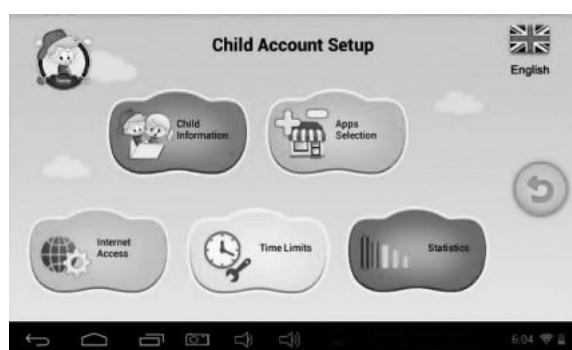 Child Account Setup
English
Child
Information
Apps
Selection
Internet
Access
Time Limits
Statistics
6:04